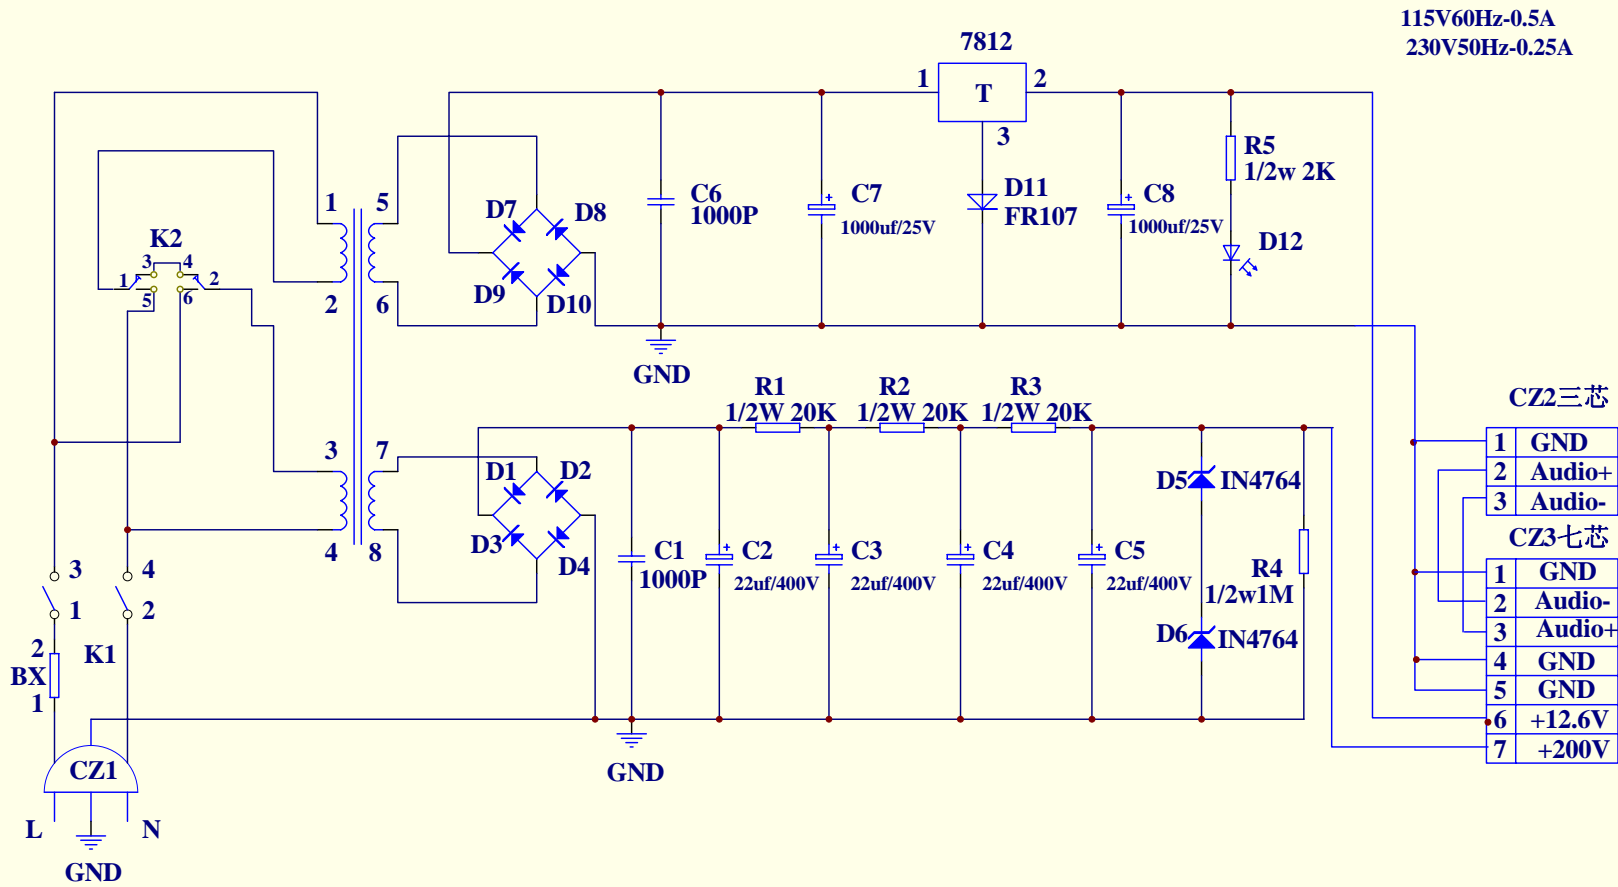 115V60Hz-0.5A
230V50Hz-0.25A
7812
1
T
2
3
R5
1/2w 2K
C6
1000P
C7
1000uf/25V
D11
FR107
C8
1000uf/25V
D12
1
5
D7
D8
K2
3
4
1
2
5
6
2
6
D9
D10
GND
R1
1/2W 20K
R2
1/2W 20K
R3
1/2W 20K
CZ2三芯
1 GND
2 Audio+
3 Audio-
3
7
D1
D2
D3
D4
4
8
C1
1000P
C2
22uf/400V
C3
22uf/400V
C4
22uf/400V
C5
22uf/400V
D5
IN4764
R4
1/2w1M
D6
IN4764
CZ3七芯
1 GND
2 Audio-
3 Audio+
4 GND
5 GND
6 +12.6V
7 +200V
3
4
1
2
2
K1
BX
1
GND
CZ1
L
N
GND